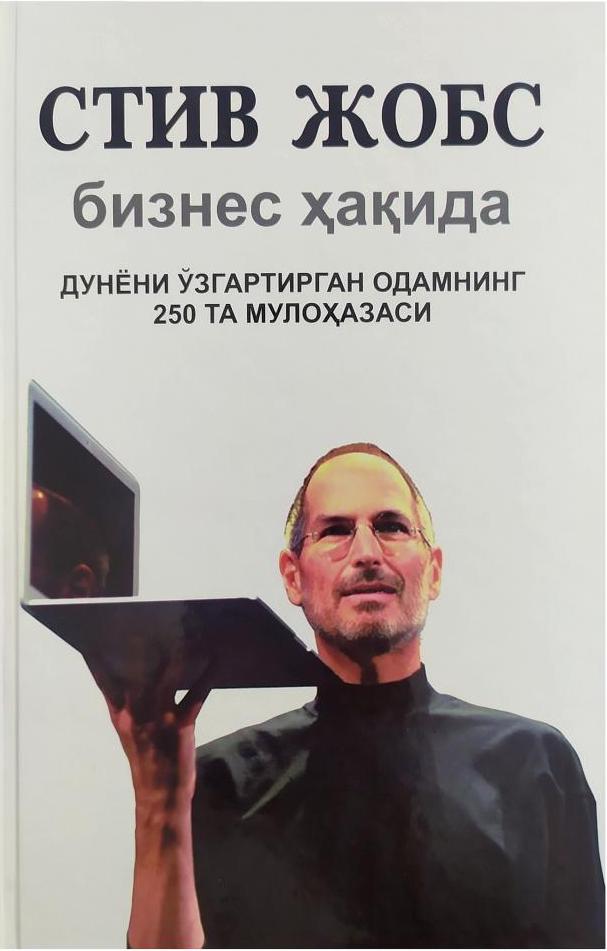 СТИВ ЖОБС
бизнес ҳақида
ДУНЁНИ ЎЗГАРТИРГАН ОДАМНИНГ
250 ТА МУЛОҲАЗАСИ